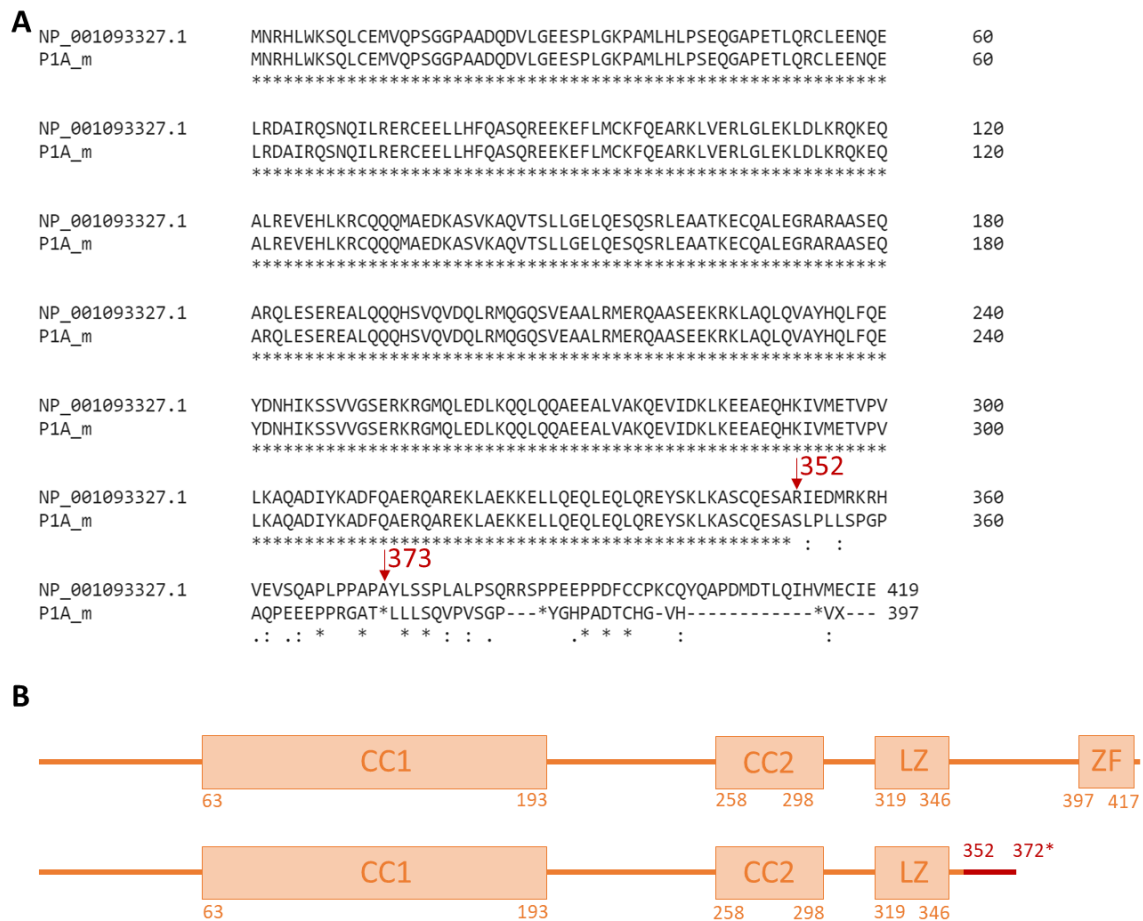 A
NP_001093327.1 MNRHLWKSQLCEMVQPSGGPAADQDVLGEESPLGKPAMLHLPSEQGAPETLQRCLEENQE 60
P1A_m MNRHLWKSQLCEMVQPSGGPAADQDVLGEESPLGKPAMLHLPSEQGAPETLQRCLEENQE 60
************************************************************
NP_001093327.1 LRDAIRQSNQILRERCEELLHFQASQREEKEFLMCKFQEARKLVERLGLEKLDLKRQKEQ 120
P1A_m LRDAIRQSNQILRERCEELLHFQASQREEKEFLMCKFQEARKLVERLGLEKLDLKRQKEQ 120
************************************************************
NP_001093327.1 ALREVEHLKRCQQQMAEDKASVKAQVTSLLGELQESQSRLEAATKECQALEGRARAASEQ 180
P1A_m ALREVEHLKRCQQQMAEDKASVKAQVTSLLGELQESQSRLEAATKECQALEGRARAASEQ 180
************************************************************
NP_001093327.1 ARQLESEREALQQQHSVQVDQLRMQGQSVEAALRMERQAASEEKRKLAQLQVAYHQLFQE 240
P1A_m ARQLESEREALQQQHSVQVDQLRMQGQSVEAALRMERQAASEEKRKLAQLQVAYHQLFQE 240
************************************************************
NP_001093327.1 YDNHIKSSVVGSERKRGMQLEDLKQQLQQAEEALVAKQEVIDKLKEEAEQHKIVMETVPV 300
P1A_m YDNHIKSSVVGSERKRGMQLEDLKQQLQQAEEALVAKQEVIDKLKEEAEQHKIVMETVPV 300
************************************************************
352
NP_001093327.1 LKAQADIYKADFQAERQAREKLAEKKELLQEQLEQLQREYSKLKASCQESARIEDMRKRH 360
P1A_m LKAQADIYKADFQAERQAREKLAEKKELLQEQLEQLQREYSKLKASCQESASLPLLSPGP 360
*************************************************** : :
373
NP_001093327.1 VEVSQAPLPPAPAYLSSPLALPSQRRSPPEEPPDFCCPKCQYQAPDMDTLQIHVMECIE 419
P1A_m AQPEEEPPRGAT*LLLSQVPVSGP---*YGHPADTCHG-VH------------*VX--- 397
.: .: * * * * : : . .* * * : :
B
CC1 CC2 LZ ZF
63 193 258 298 319 346 397 417
352 372*
CC1 CC2 LZ
63 193 258 298 319 346